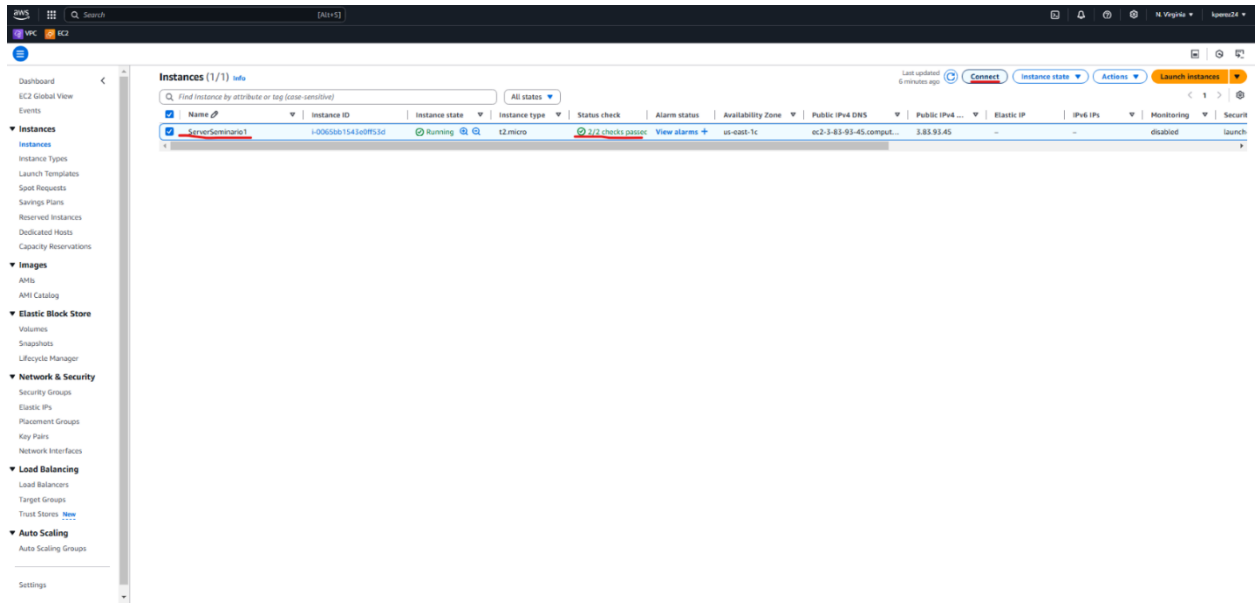 aws Search [Alt+S] N. Virginia kperez24
VPC EC2
Dashboard
EC2 Global View
Events
Instances
Instances
Instance Types
Launch Templates
Spot Requests
Savings Plans
Reserved Instances
Dedicated Hosts
Capacity Reservations
Images
AMIs
AMI Catalog
Elastic Block Store
Volumes
Snapshots
Lifecycle Manager
Network & Security
Security Groups
Elastic IPs
Placement Groups
Key Pairs
Network Interfaces
Load Balancing
Load Balancers
Target Groups
Trust Stores New
Auto Scaling
Auto Scaling Groups
Settings
Instances (1/1) Info
Last updated
6 minutes ago
Connect Instance state Actions Launch instances
Find Instance by attribute or tag (case-sensitive) All states 1
Name Instance ID Instance state Instance type Status check Alarm status Availability Zone Public IPv4 DNS Public IPv4 ... Elastic IP IPv6 IPs Monitoring Securit
ServerSeminario1 i-0065bb1543e0ff53d Running t2.micro 2/2 checks passec View alarms + us-east-1c ec2-3-83-93-45.comput... 3.83.93.45 – – disabled launch